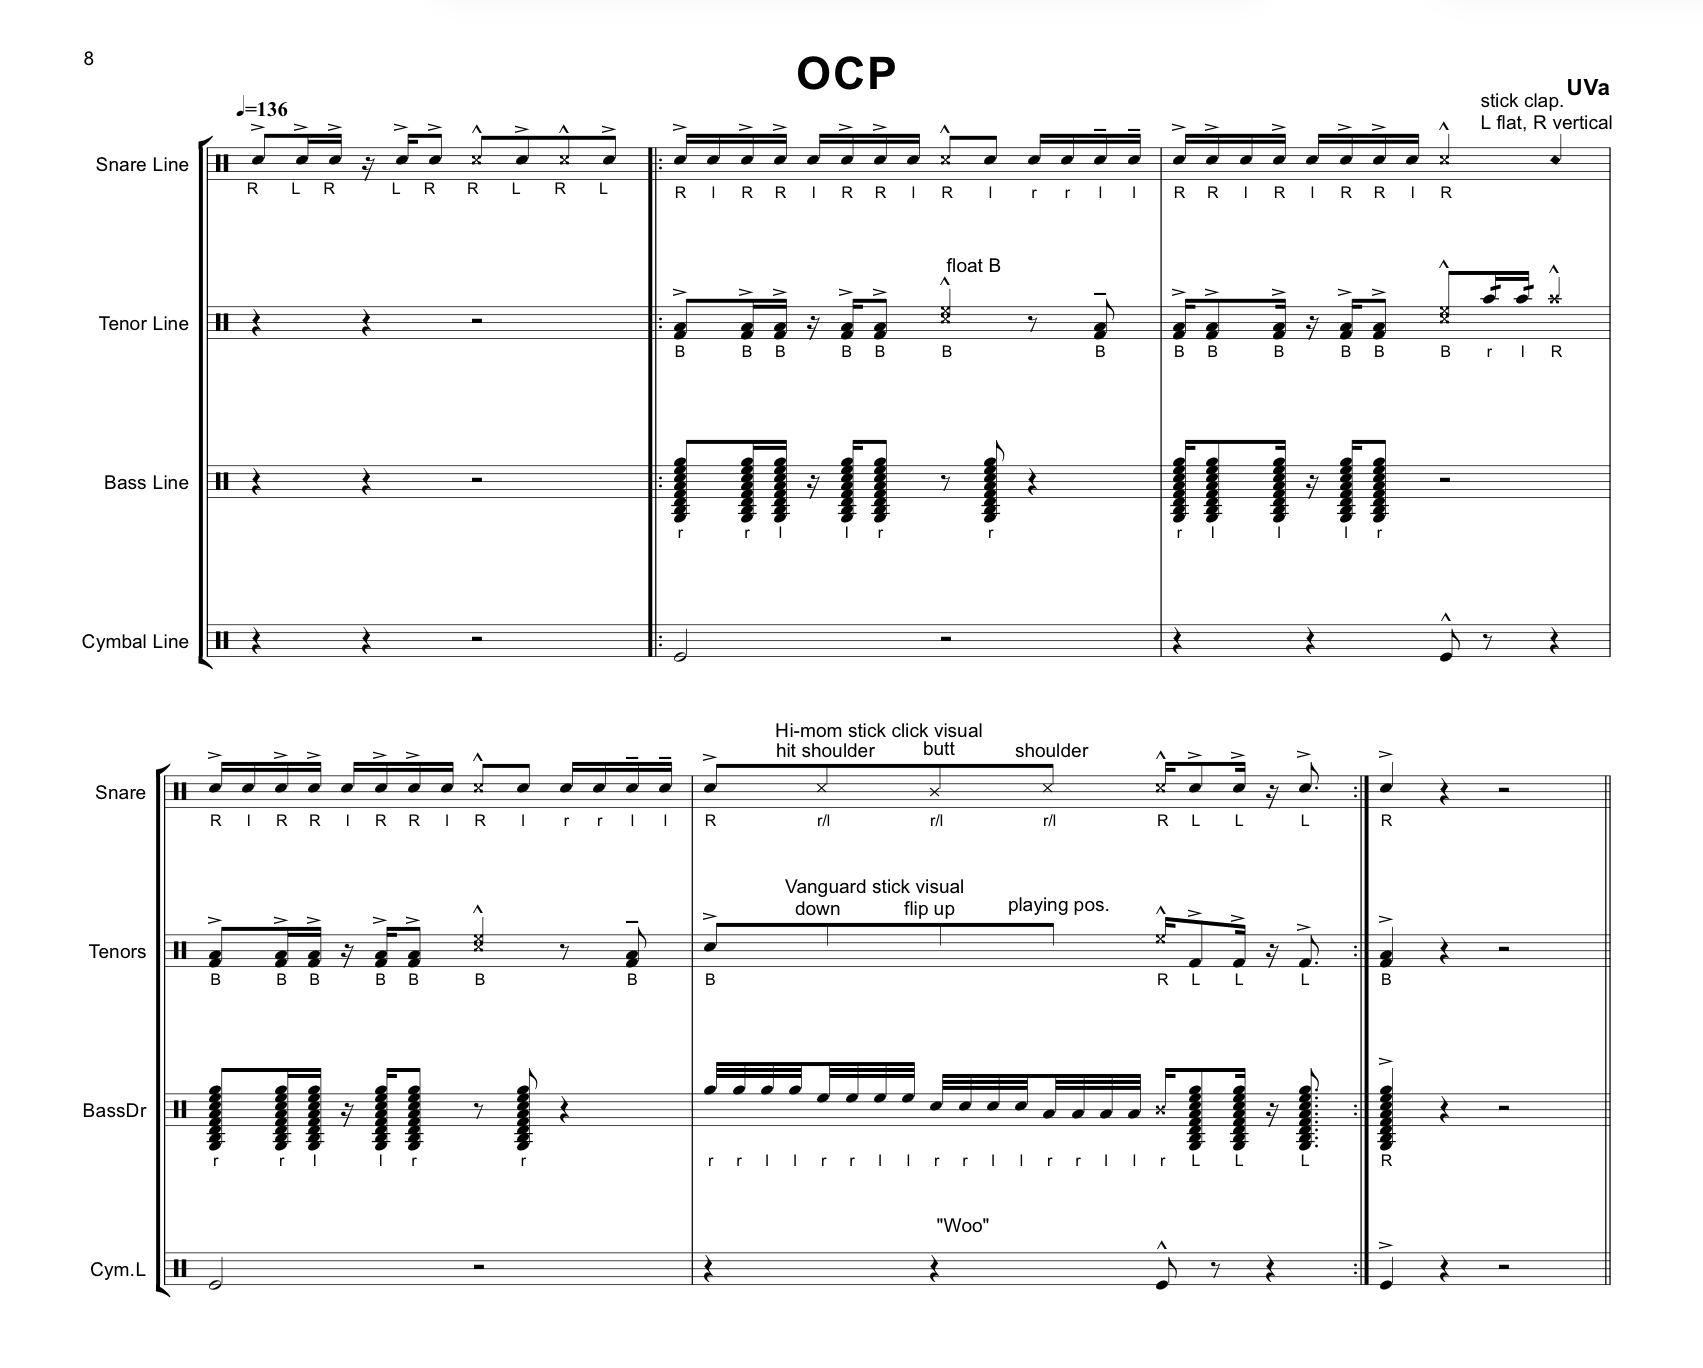 8
OCP
UVa
♩=136
stick clap.
L flat, R vertical
Snare Line
R L R L R R L R L
R l R R l R R l R l r r l l
R R l R l R R l R
float B
Tenor Line
B B B B B B B
B B B B B B r l R
Bass Line
r r l l r r
r l l l r
Cymbal Line
Hi-mom stick click visual
hit shoulder butt shoulder
Snare
R l R R l R R l R l r r l l
R r/l r/l r/l R L L L
R
Vanguard stick visual
down flip up playing pos.
Tenors
B B B B B B B
B R L L L
B
BassDr
r r l l r r
r r l l r r l l r r l l r r l l r L L L
R
"Woo"
Cym.L